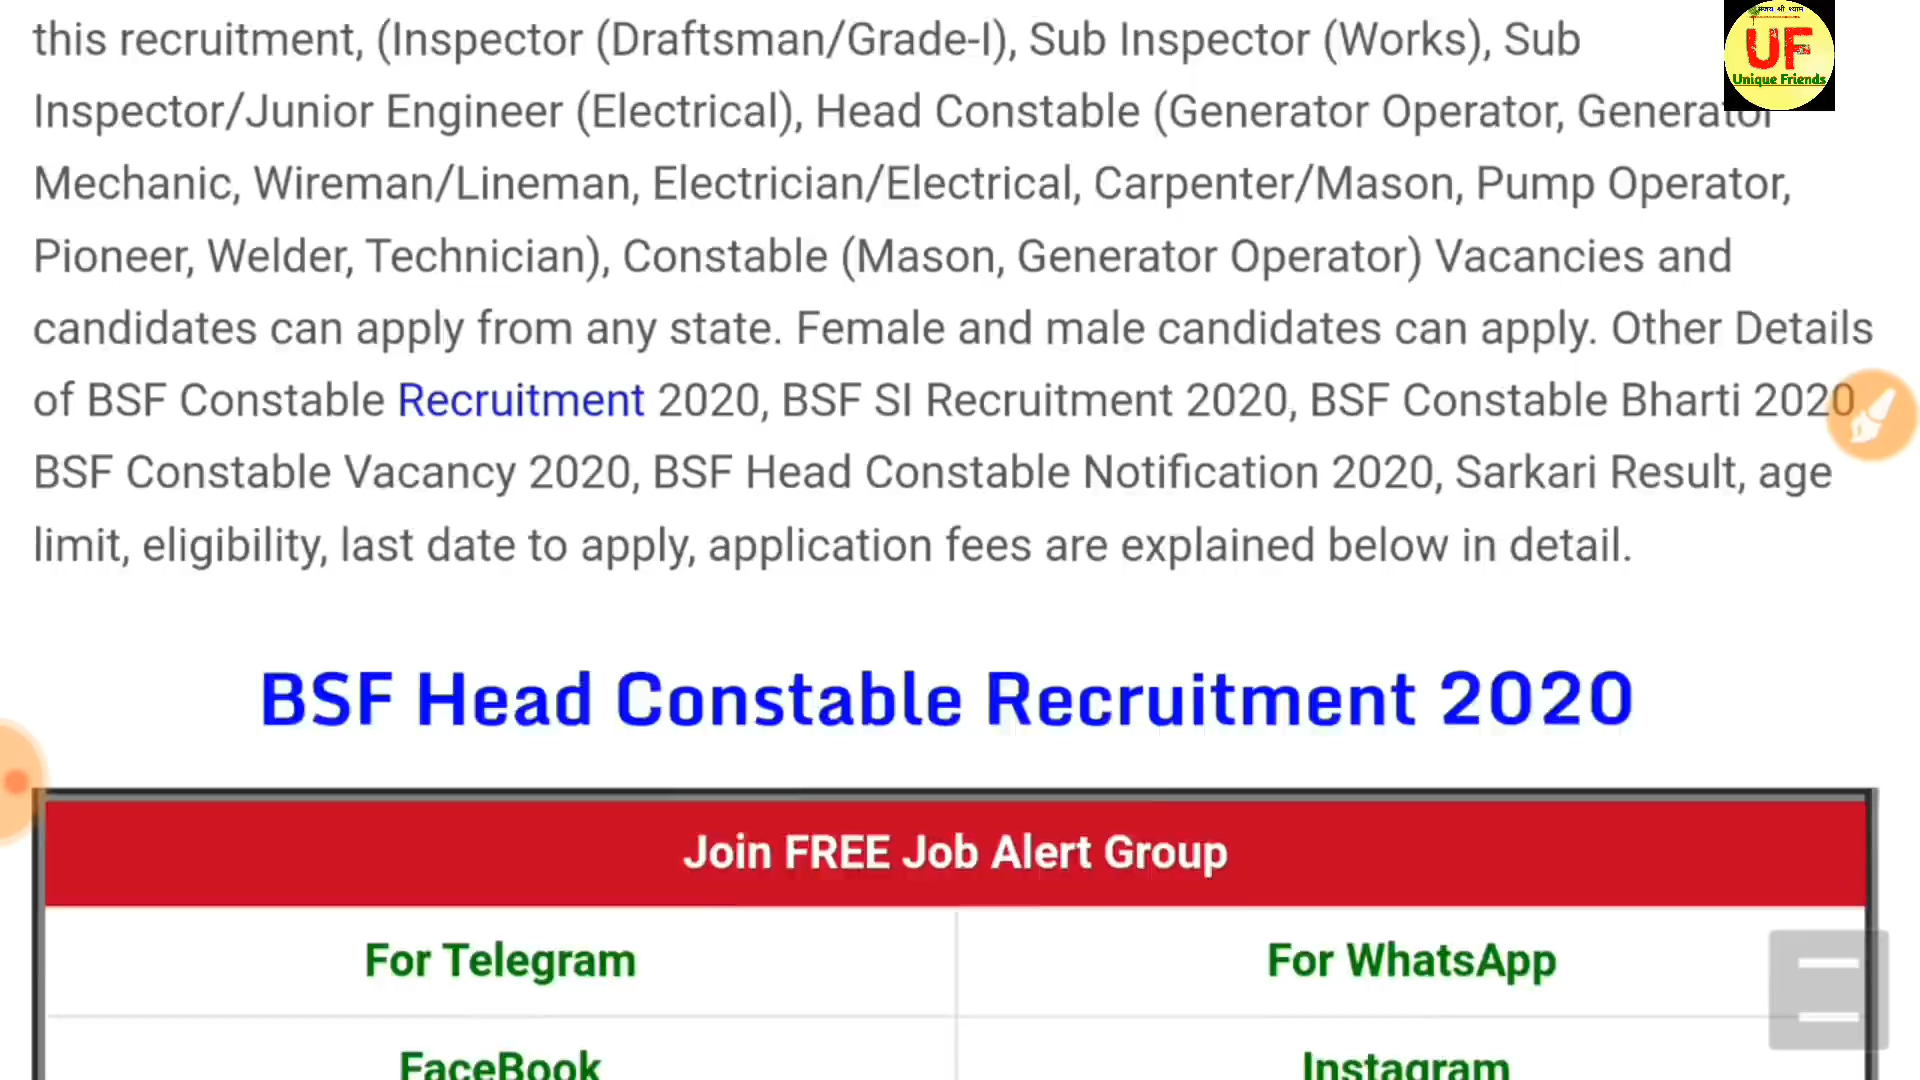 this recruitment, (Inspector (Draftsman/Grade-I), Sub Inspector (Works), Sub
Inspector/Junior Engineer (Electrical), Head Constable (Generator Operator, Generator
Mechanic, Wireman/Lineman, Electrician/Electrical, Carpenter/Mason, Pump Operator,
Pioneer, Welder, Technician), Constable (Mason, Generator Operator) Vacancies and
candidates can apply from any state. Female and male candidates can apply. Other Details
of BSF Constable Recruitment 2020, BSF SI Recruitment 2020, BSF Constable Bharti 2020
BSF Constable Vacancy 2020, BSF Head Constable Notification 2020, Sarkari Result, age
limit, eligibility, last date to apply, application fees are explained below in detail.
BSF Head Constable Recruitment 2020
Join FREE Job Alert Group
For Telegram
For WhatsApp
FaceBook
Instagram
UF
Unique Friends